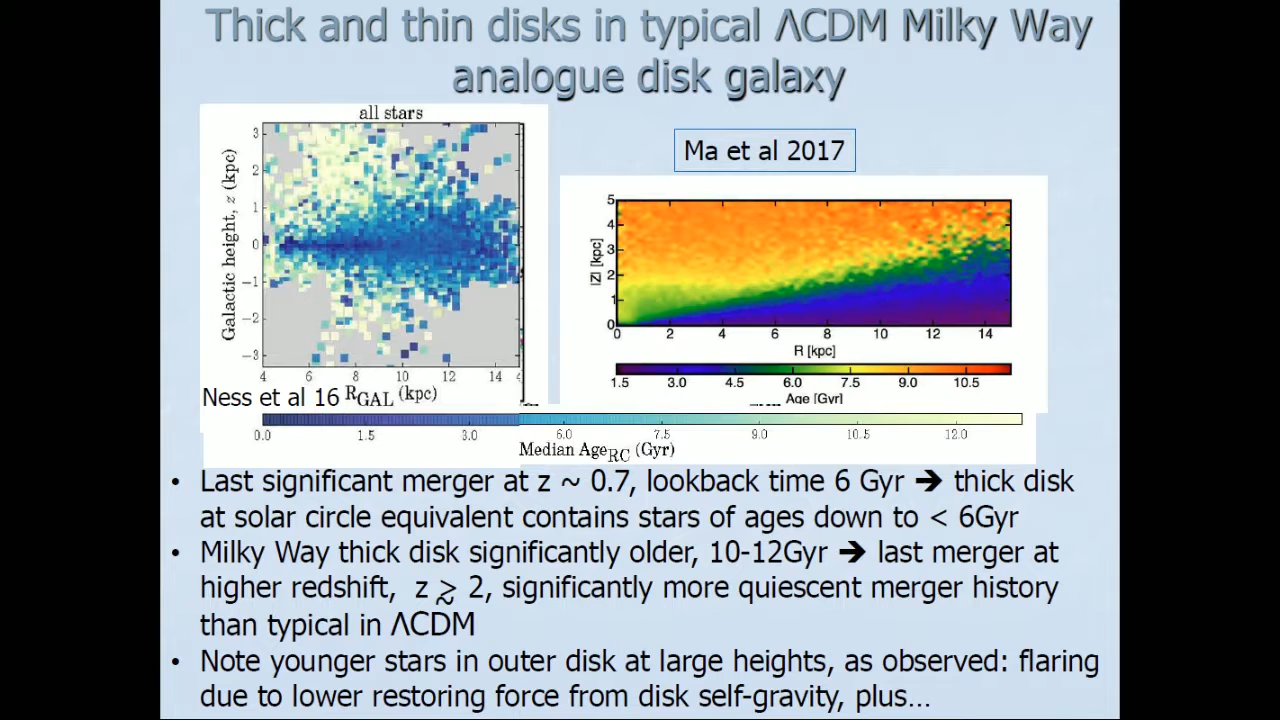 Thick and thin disks in typical ΛCDM Milky Way
analogue disk galaxy
all stars
3
2
1
0
−1
−2
−3
Galactic height, z (kpc)
4 6 8 10 12 14
Ness et al 16 R_GAL (kpc)
Ma et al 2017
5
4
3
2
1
0
|Z| [kpc]
0 2 4 6 8 10 12 14
R [kpc]
1.5 3.0 4.5 6.0 7.5 9.0 10.5
Age [Gyr]
0.0 1.5 3.0 6.0 7.5 9.0 10.5 12.0
Median Age_RC (Gyr)
• Last significant merger at z ~ 0.7, lookback time 6 Gyr ➔ thick disk
at solar circle equivalent contains stars of ages down to < 6Gyr
• Milky Way thick disk significantly older, 10-12Gyr ➔ last merger at
higher redshift, z ≳ 2, significantly more quiescent merger history
than typical in ΛCDM
• Note younger stars in outer disk at large heights, as observed: flaring
due to lower restoring force from disk self-gravity, plus…